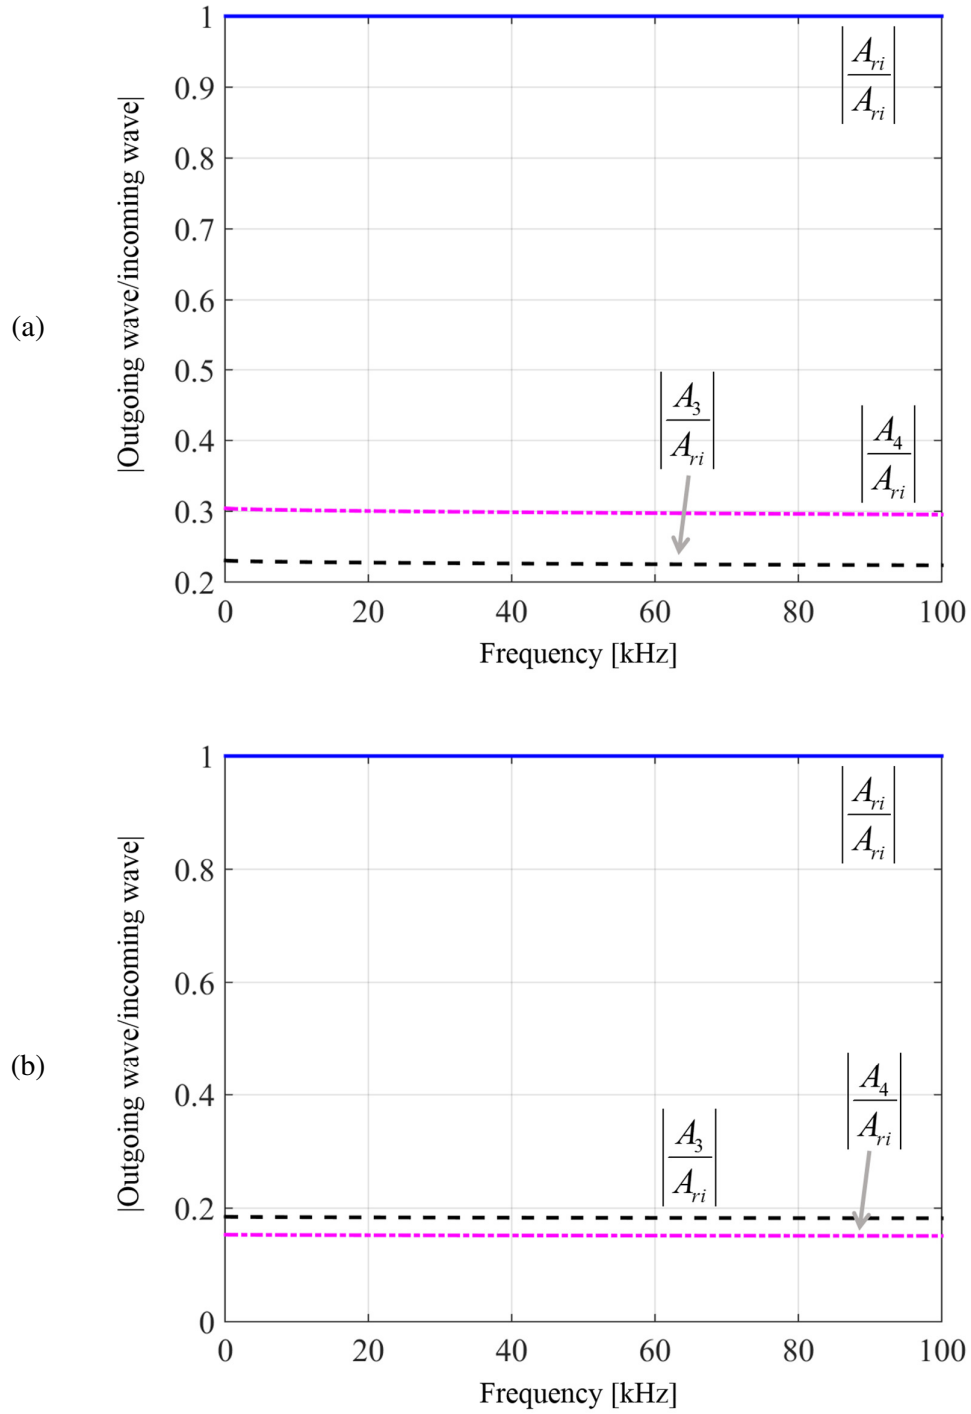 (a)
|Outgoing wave/incoming wave|
1
0.9
0.8
0.7
0.6
0.5
0.4
0.3
0.2
|A_ri / A_ri|
|A_3 / A_ri|
|A_4 / A_ri|
0 20 40 60 80 100
Frequency [kHz]
(b)
|Outgoing wave/incoming wave|
1
0.8
0.6
0.4
0.2
0
|A_ri / A_ri|
|A_4 / A_ri|
|A_3 / A_ri|
0 20 40 60 80 100
Frequency [kHz]